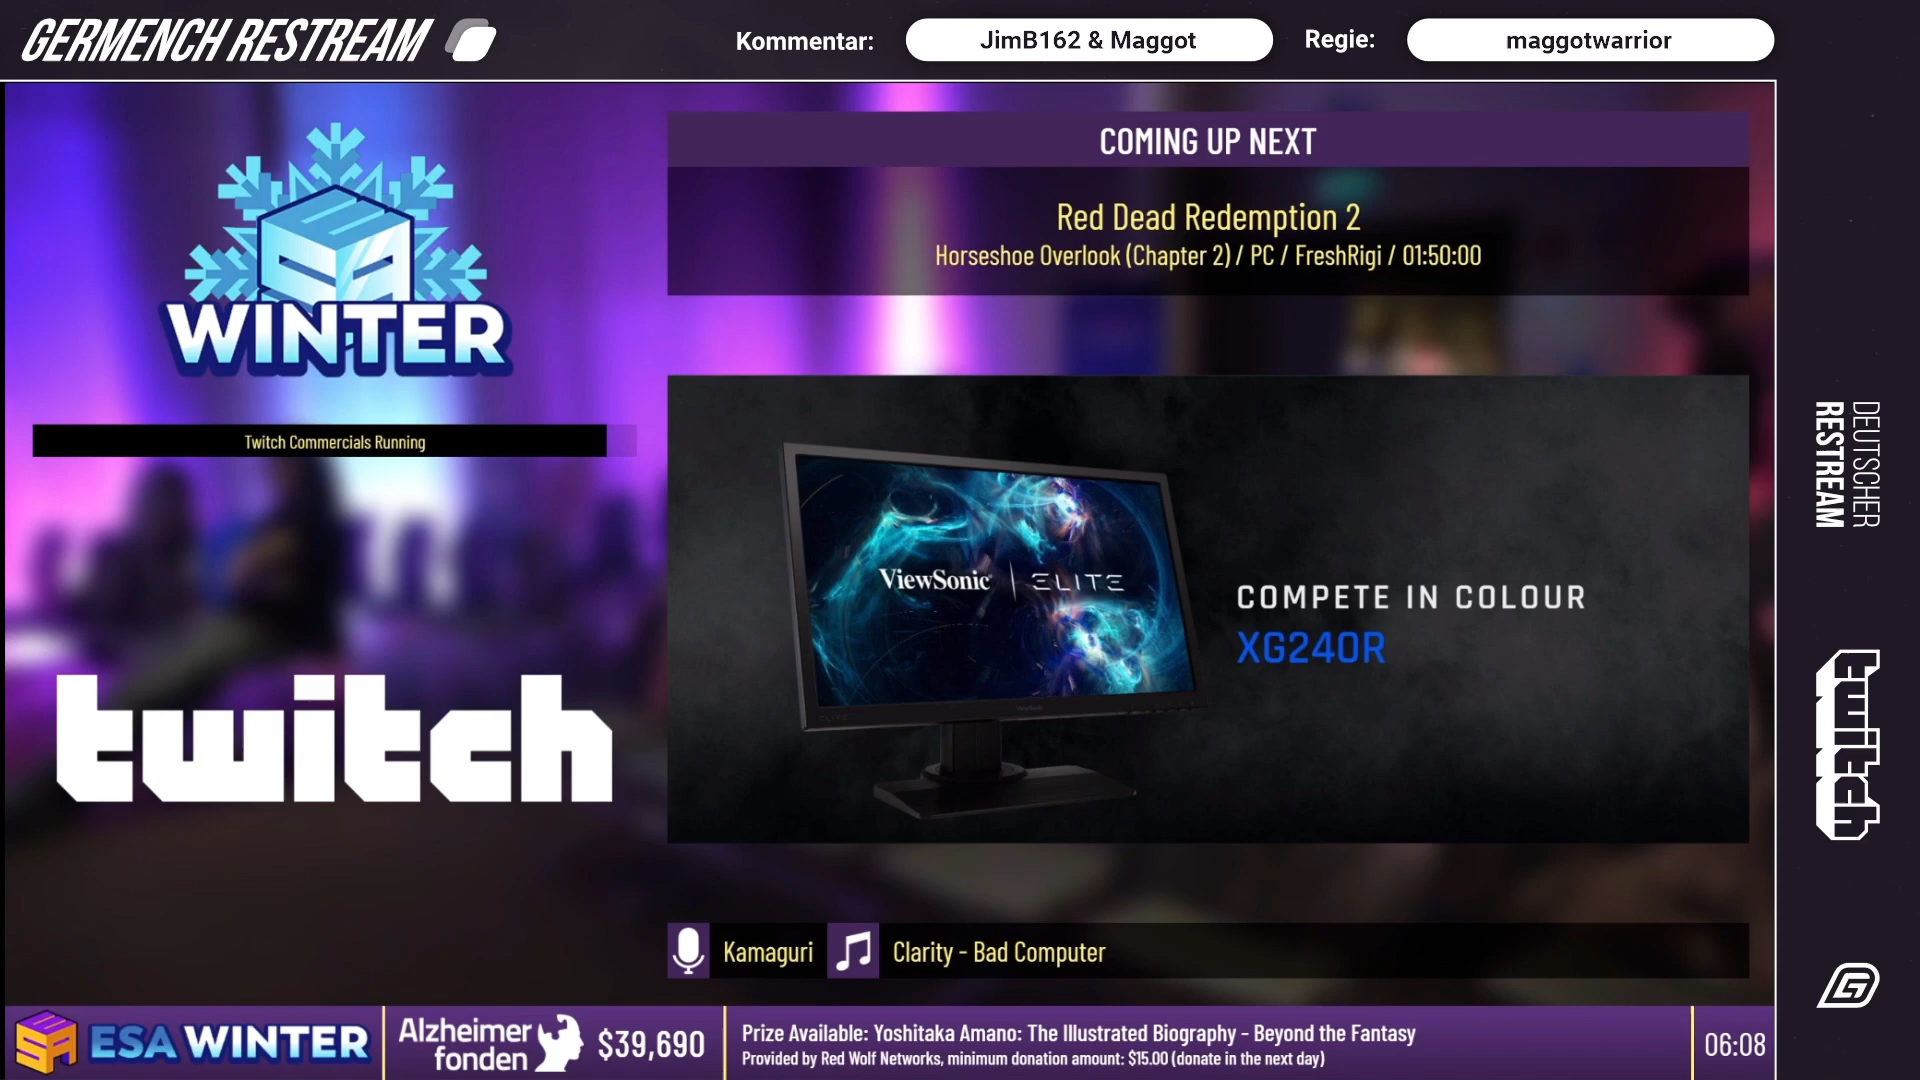 GERMENCH RESTREAM
Kommentar:
JimB162 & Maggot
Regie:
maggotwarrior
COMING UP NEXT
Red Dead Redemption 2
Horseshoe Overlook (Chapter 2) / PC / FreshRigi / 01:50:00
WINTER
Twitch Commercials Running
ViewSonic | ELITE
COMPETE IN COLOUR
XG240R
twitch
DEUTSCHER
RESTREAM
twitch
Kamaguri
Clarity - Bad Computer
ESA WINTER
Alzheimer
fonden
$39,690
Prize Available: Yoshitaka Amano: The Illustrated Biography - Beyond the Fantasy
Provided by Red Wolf Networks, minimum donation amount: $15.00 (donate in the next day)
06:08